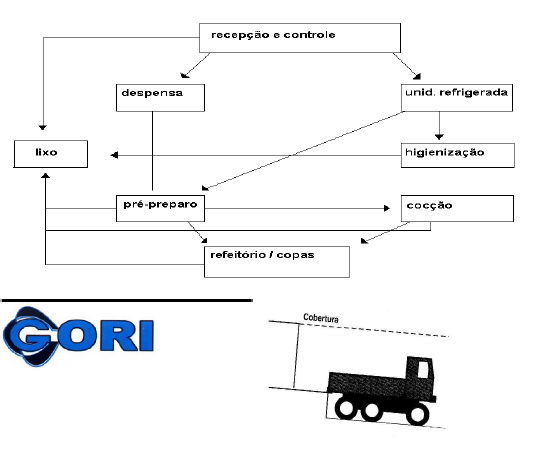 recepção e controle
despensa
unid. refrigerada
lixo
higienização
pré-preparo
cocção
refeitório / copas
GORI
Cobertura